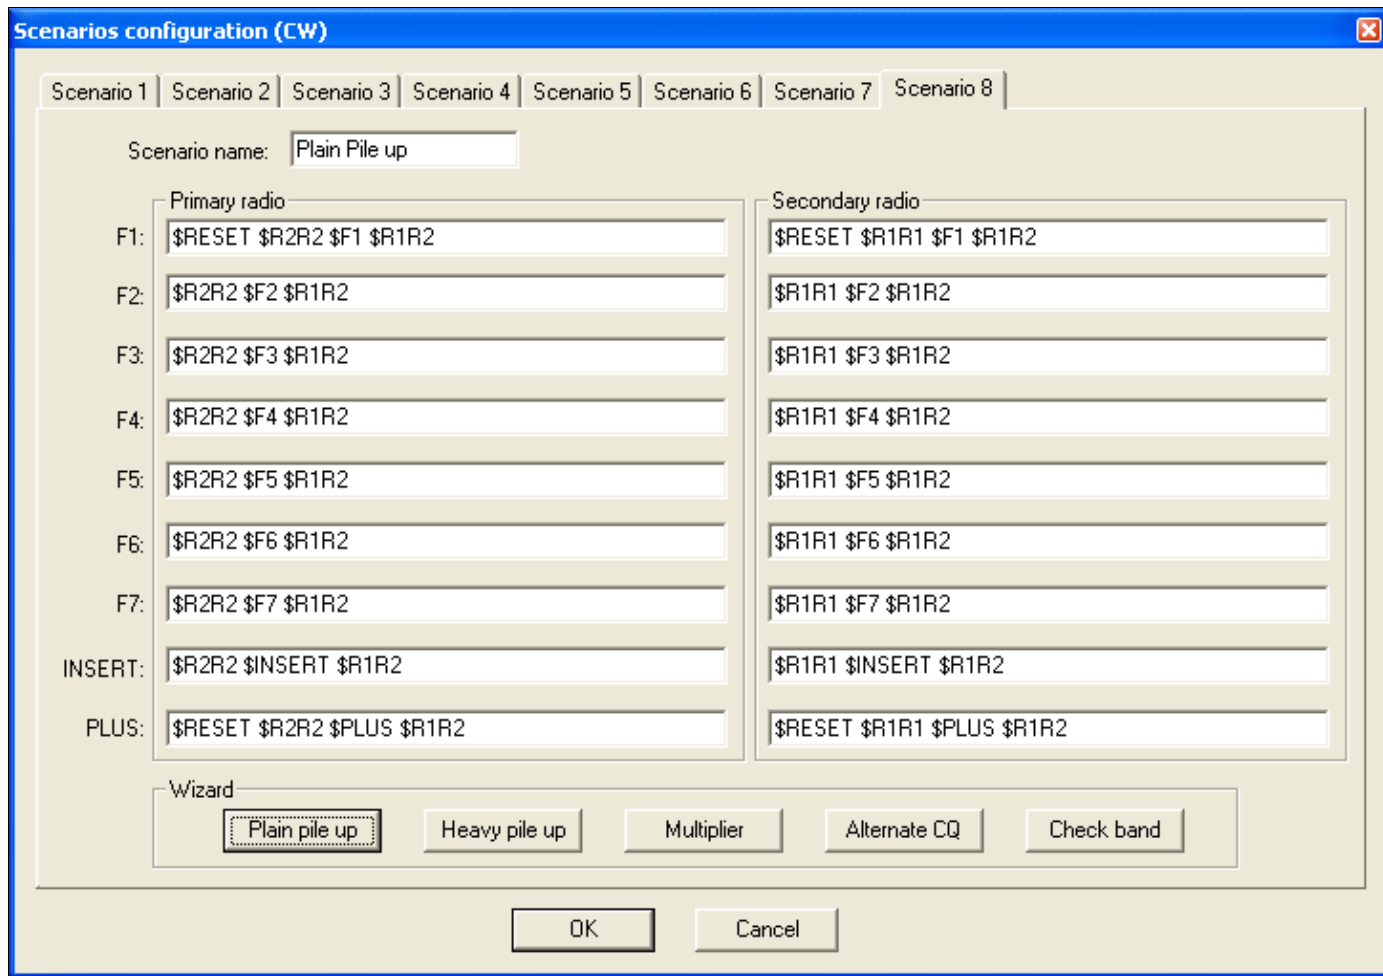 Scenarios configuration (CW)
Scenario 1 Scenario 2 Scenario 3 Scenario 4 Scenario 5 Scenario 6 Scenario 7 Scenario 8
Scenario name: Plain Pile up
Primary radio Secondary radio
F1: $RESET $R2R2 $F1 $R1R2 $RESET $R1R1 $F1 $R1R2
F2: $R2R2 $F2 $R1R2 $R1R1 $F2 $R1R2
F3: $R2R2 $F3 $R1R2 $R1R1 $F3 $R1R2
F4: $R2R2 $F4 $R1R2 $R1R1 $F4 $R1R2
F5: $R2R2 $F5 $R1R2 $R1R1 $F5 $R1R2
F6: $R2R2 $F6 $R1R2 $R1R1 $F6 $R1R2
F7: $R2R2 $F7 $R1R2 $R1R1 $F7 $R1R2
INSERT: $R2R2 $INSERT $R1R2 $R1R1 $INSERT $R1R2
PLUS: $RESET $R2R2 $PLUS $R1R2 $RESET $R1R1 $PLUS $R1R2
Wizard
Plain pile up Heavy pile up Multiplier Alternate CQ Check band
OK Cancel